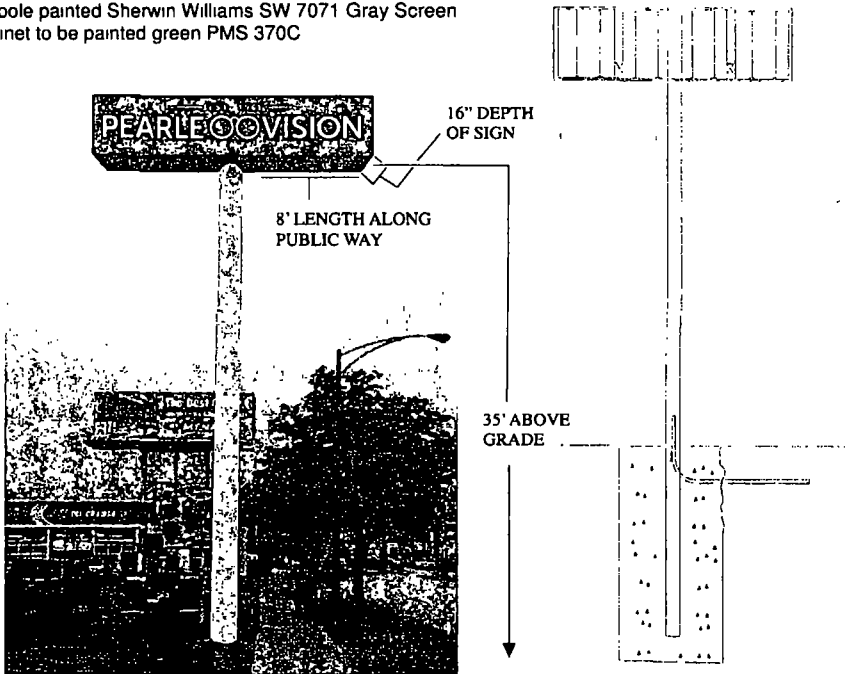 pole painted Sherwin Williams SW 7071 Gray Screen
inet to be painted green PMS 370C
PEARLE VISION
16" DEPTH
OF SIGN
8' LENGTH ALONG
PUBLIC WAY
35' ABOVE
GRADE